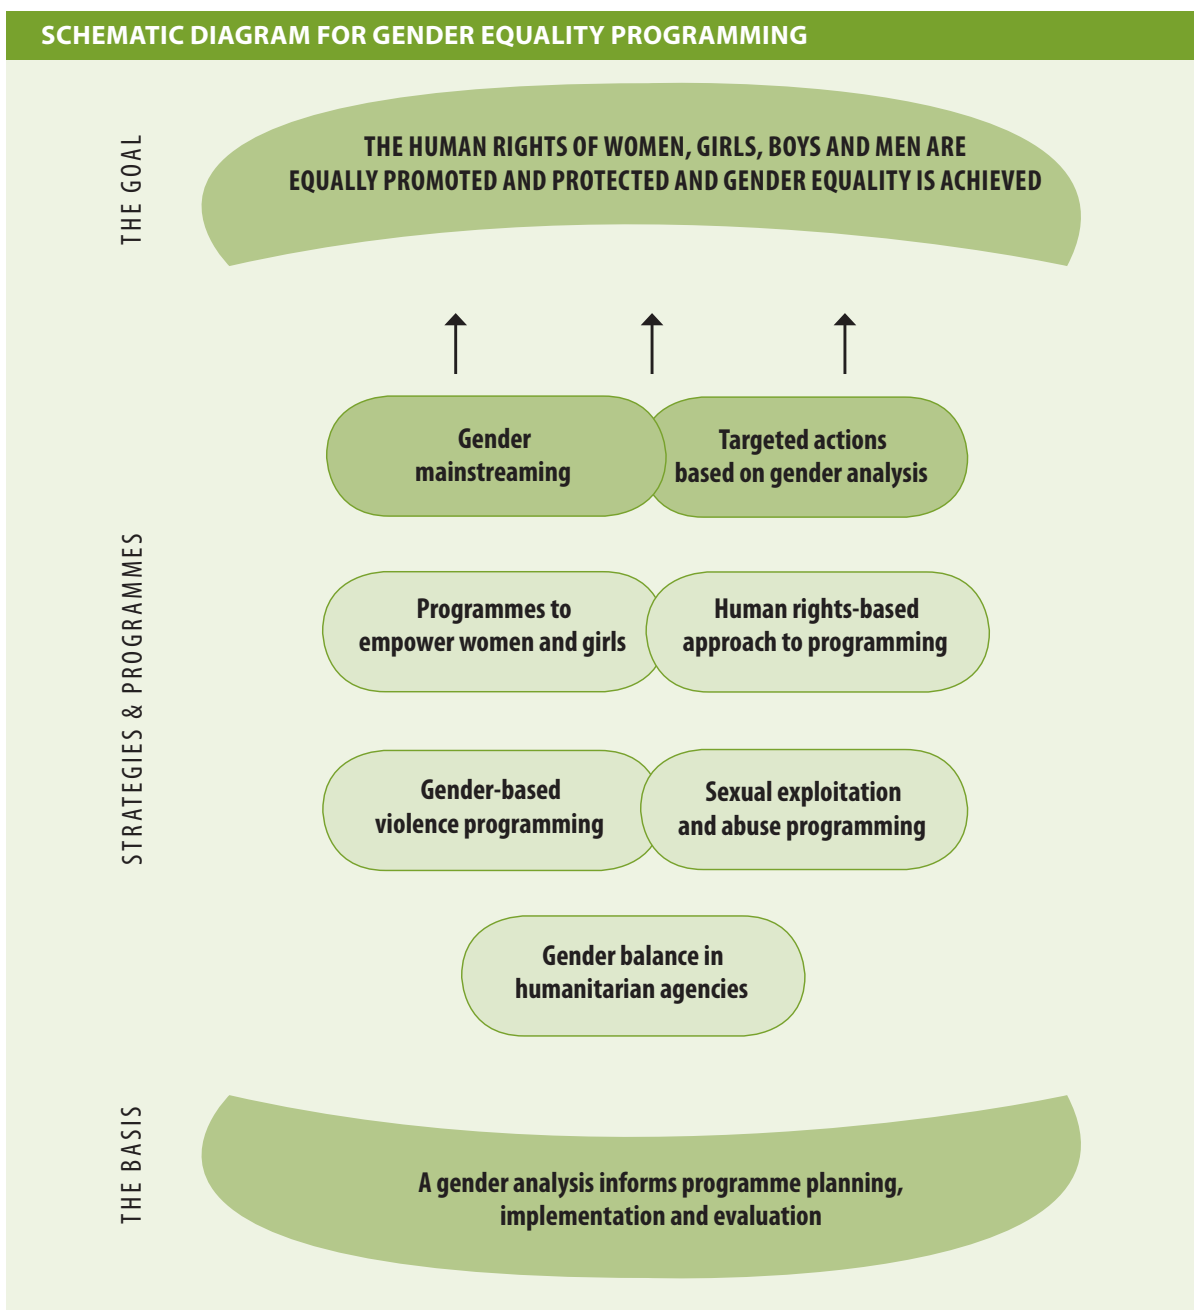 SCHEMATIC DIAGRAM FOR GENDER EQUALITY PROGRAMMING
THE GOAL
THE HUMAN RIGHTS OF WOMEN, GIRLS, BOYS AND MEN ARE
EQUALLY PROMOTED AND PROTECTED AND GENDER EQUALITY IS ACHIEVED
STRATEGIES & PROGRAMMES
Gender
mainstreaming
Targeted actions
based on gender analysis
Programmes to
empower women and girls
Human rights-based
approach to programming
Gender-based
violence programming
Sexual exploitation
and abuse programming
Gender balance in
humanitarian agencies
THE BASIS
A gender analysis informs programme planning,
implementation and evaluation